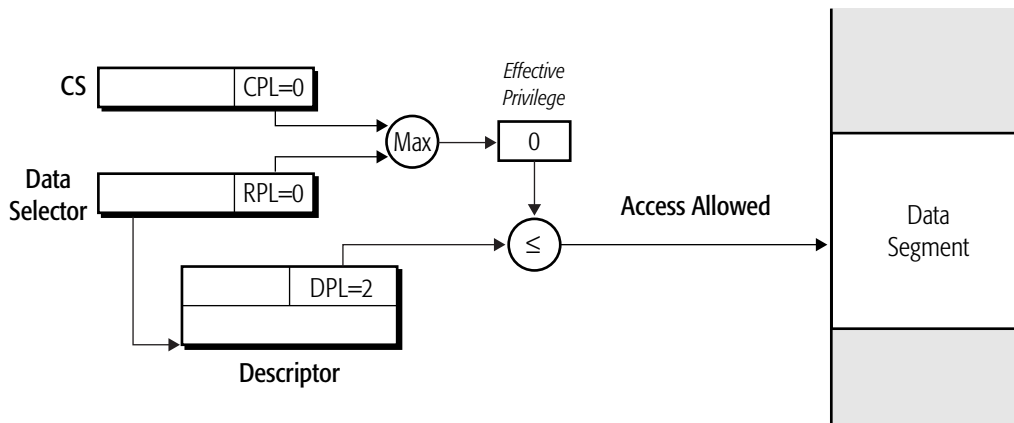 CS
CPL=0
Effective
Privilege
Max
0
Data
Selector
RPL=0
Access Allowed
≤
Data
Segment
DPL=2
Descriptor